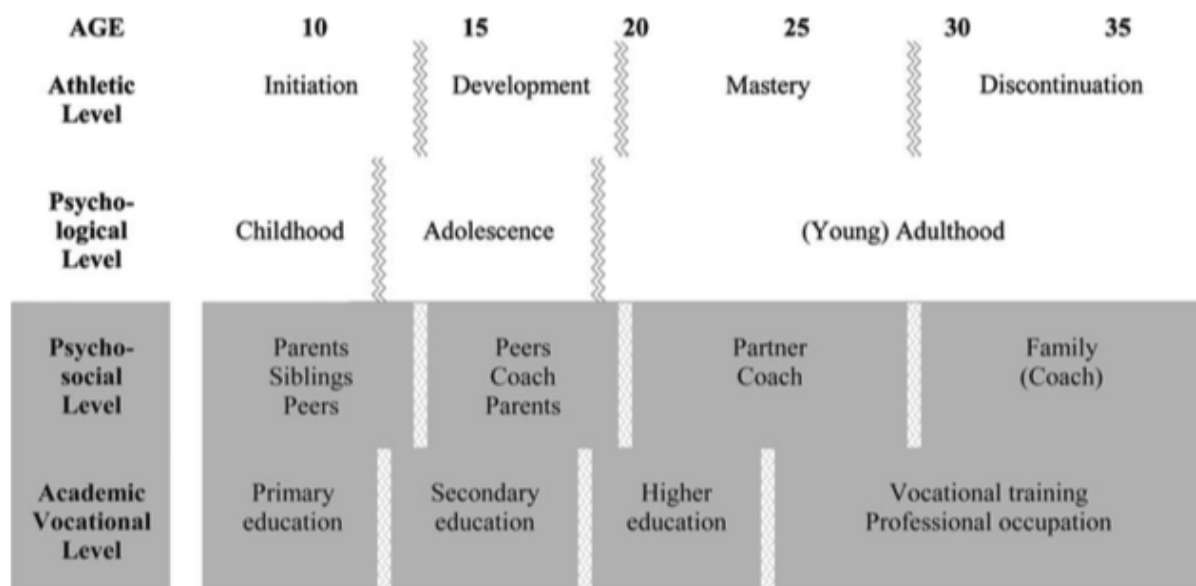 AGE 10 15 20 25 30 35
Athletic Level Initiation Development Mastery Discontinuation
Psycho-
logical
Level
Childhood Adolescence (Young) Adulthood
Psycho-
social
Level
Parents
Siblings
Peers
Peers
Coach
Parents
Partner
Coach
Family
(Coach)
Academic
Vocational
Level
Primary
education
Secondary
education
Higher
education
Vocational training
Professional occupation